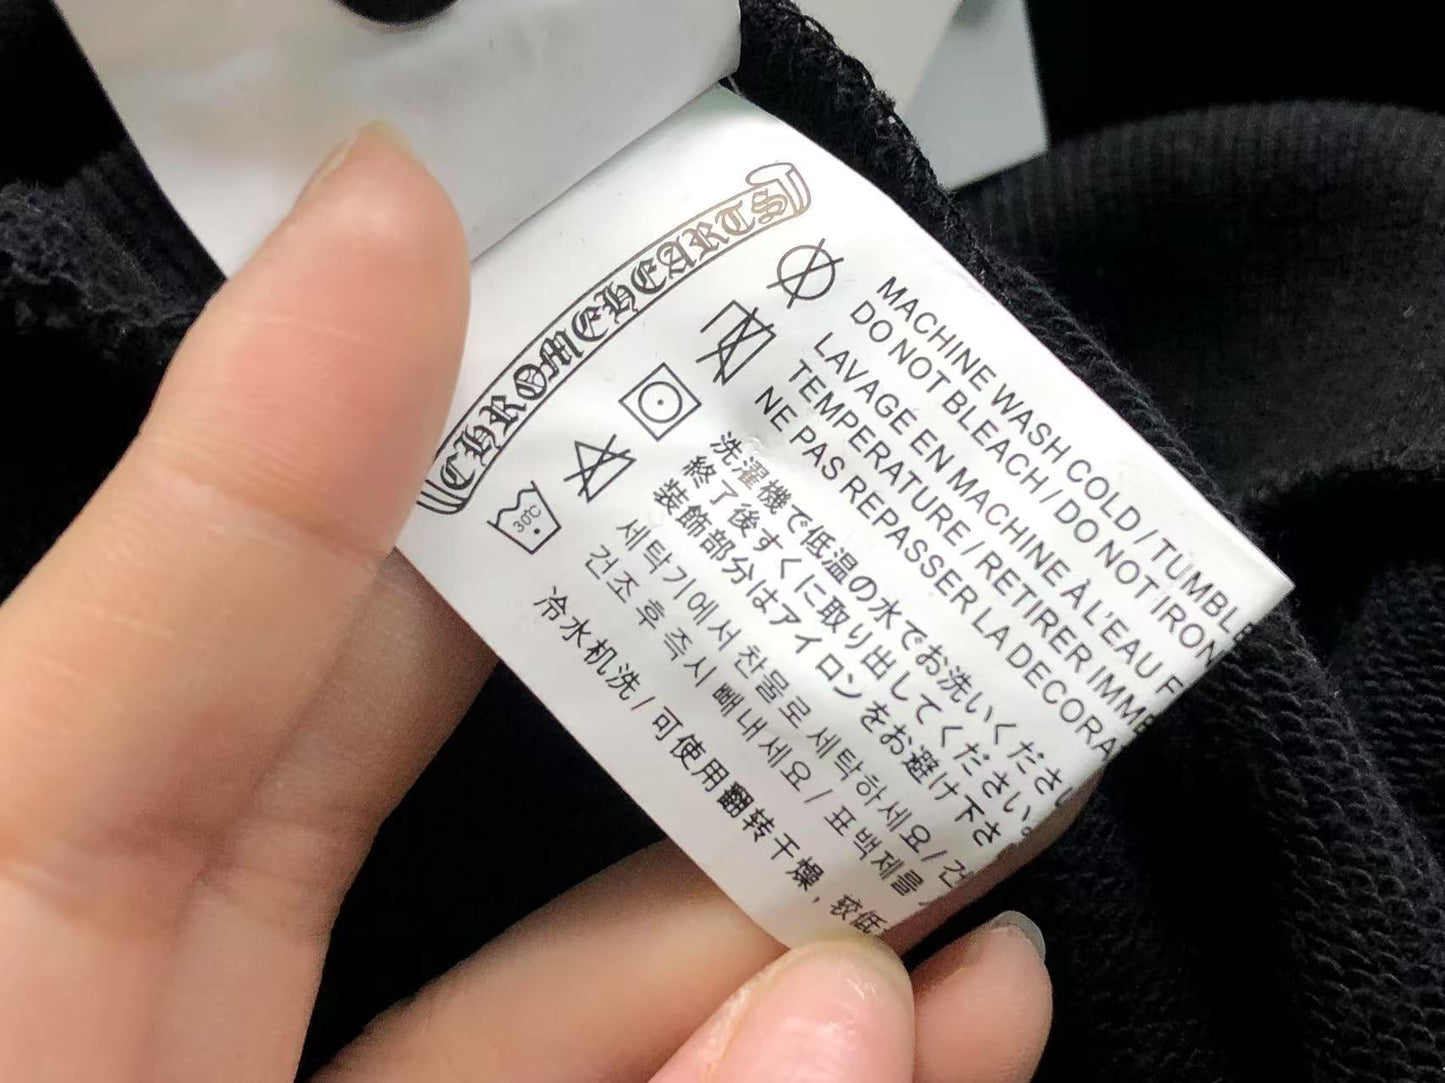 CHROME HEARTS
30℃
MACHINE WASH COLD / TUMBLE
DO NOT BLEACH / DO NOT IRON
LAVAGE EN MACHINE À L'EAU F
TEMPERATURE / RETIRER IMME
NE PAS REPASSER LA DECORA
洗濯機で低温の水でお洗いくださ
終了後すぐに取り出してください。
装飾部分はアイロンをお避け下さ
세탁기에서 찬물로 세탁하세요 / 건
건조 후 즉시 빼내세요 / 표백제를
冷水机洗 / 可使用翻转干燥，较低